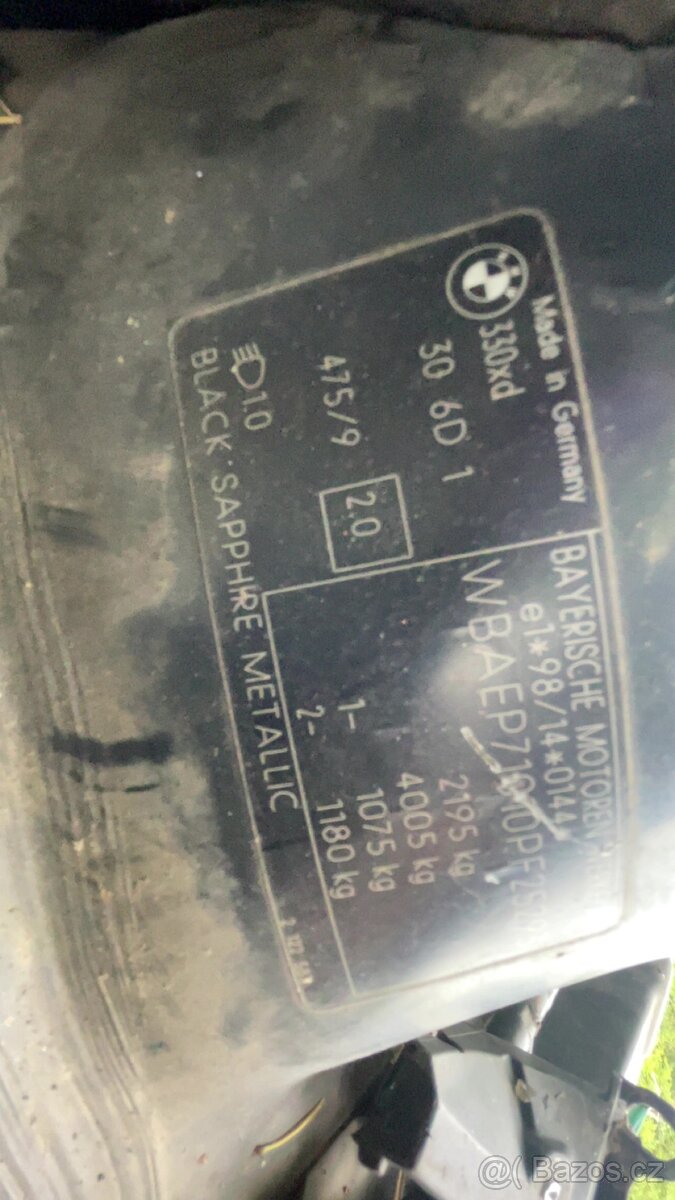 Made in Germany
330xd
30 6D 1
475/9
2.0
1.0
BLACK SAPPHIRE METALLIC
BAYERISCHE MOTOREN
e1*98/14*0144
2195 kg
4005 kg
1- 1075 kg
2- 1180 kg
@( Bazos.cz